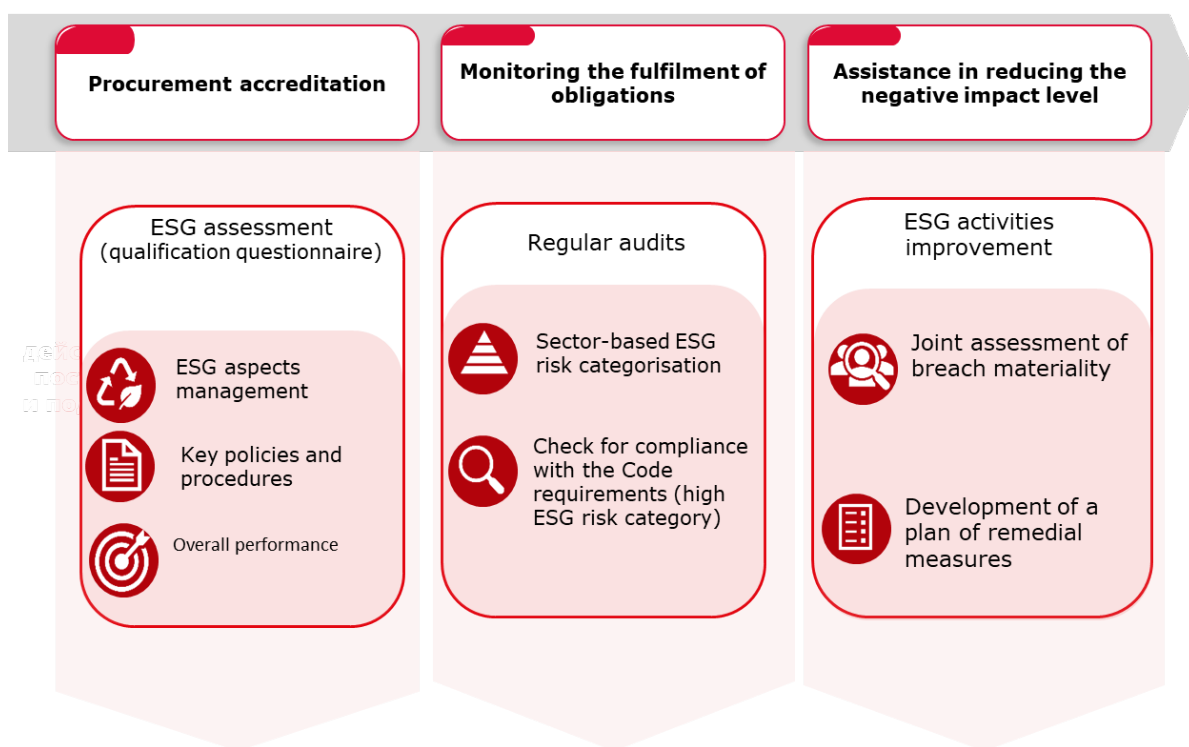 Procurement accreditation
Monitoring the fulfilment of
obligations
Assistance in reducing the
negative impact level
ESG assessment
(qualification questionnaire)
ESG aspects
management
Key policies and
procedures
Overall performance
Regular audits
Sector-based ESG
risk categorisation
Check for compliance
with the Code
requirements (high
ESG risk category)
ESG activities
improvement
Joint assessment of
breach materiality
Development of a
plan of remedial
measures